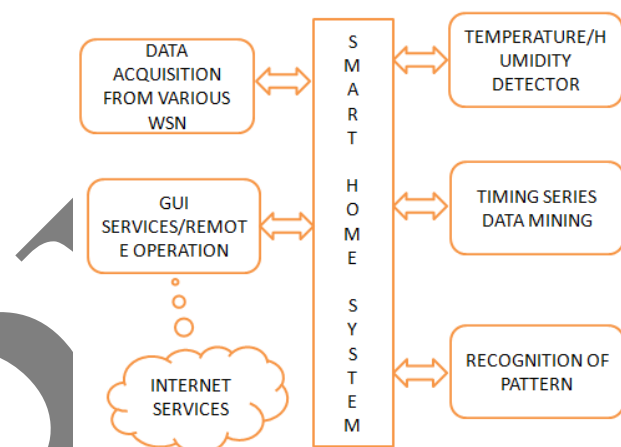 DATA
ACQUISITION
FROM VARIOUS
WSN
GUI
SERVICES/REMOT
E OPERATION
INTERNET
SERVICES
S
M
A
R
T
H
O
M
E
S
Y
S
T
E
M
TEMPERATURE/H
UMIDITY
DETECTOR
TIMING SERIES
DATA MINING
RECOGNITION OF
PATTERN